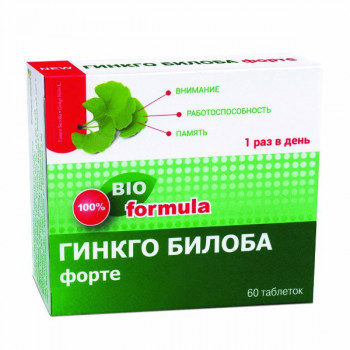 NEW
ГИНКГО БИЛОБА
форте
ВНИМАНИЕ
РАБОТОСПОСОБНОСТЬ
ПАМЯТЬ
1 раз в день
100%
BIO
formula
ГИНКГО БИЛОБА
форте
60 таблеток